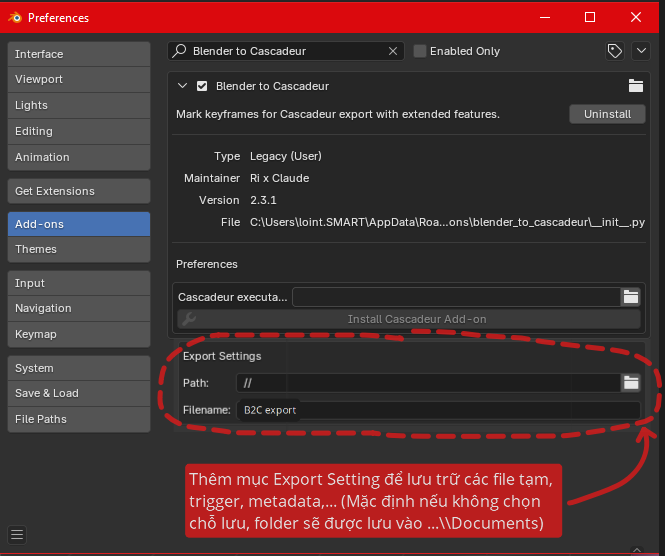 Preferences
Interface
Viewport
Lights
Editing
Animation
Get Extensions
Add-ons
Themes
Input
Navigation
Keymap
System
Save & Load
File Paths
Blender to Cascadeur
Enabled Only
Blender to Cascadeur
Mark keyframes for Cascadeur export with extended features.
Uninstall
Type Legacy (User)
Maintainer Ri x Claude
Version 2.3.1
File C:\Users\loint.SMART\AppData\Roa...ons\blender_to_cascadeur\__init__.py
Preferences
Cascadeur executa...
Install Cascadeur Add-on
Export Settings
Path: //
Filename: B2C export
Thêm mục Export Setting để lưu trữ các file tạm,
trigger, metadata,... (Mặc định nếu không chọn
chỗ lưu, folder sẽ được lưu vào ...\\Documents)